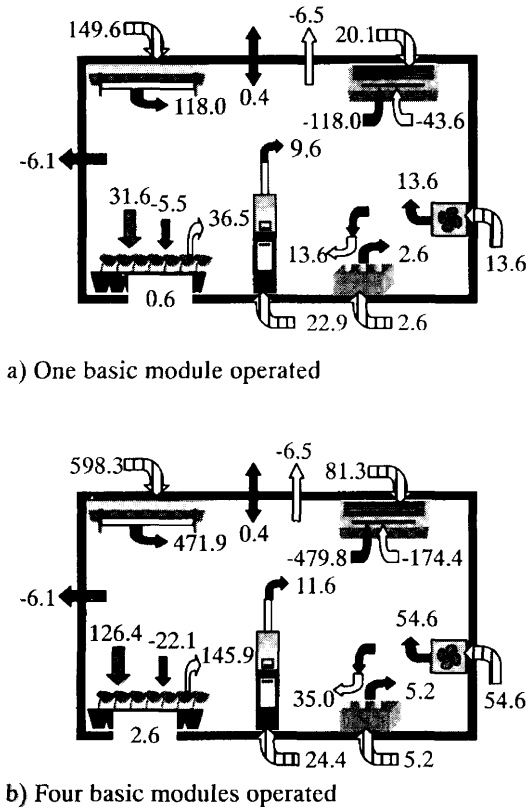 149.6 -6.5 20.1
118.0 0.4 -118.0 -43.6
-6.1 9.6
31.6 -5.5 36.5 13.6
13.6 2.6 13.6
0.6 22.9 2.6
a) One basic module operated
598.3 -6.5 81.3
471.9 0.4 -479.8 -174.4
-6.1 11.6
126.4 -22.1 145.9 54.6
35.0 5.2 54.6
2.6 24.4 5.2
b) Four basic modules operated